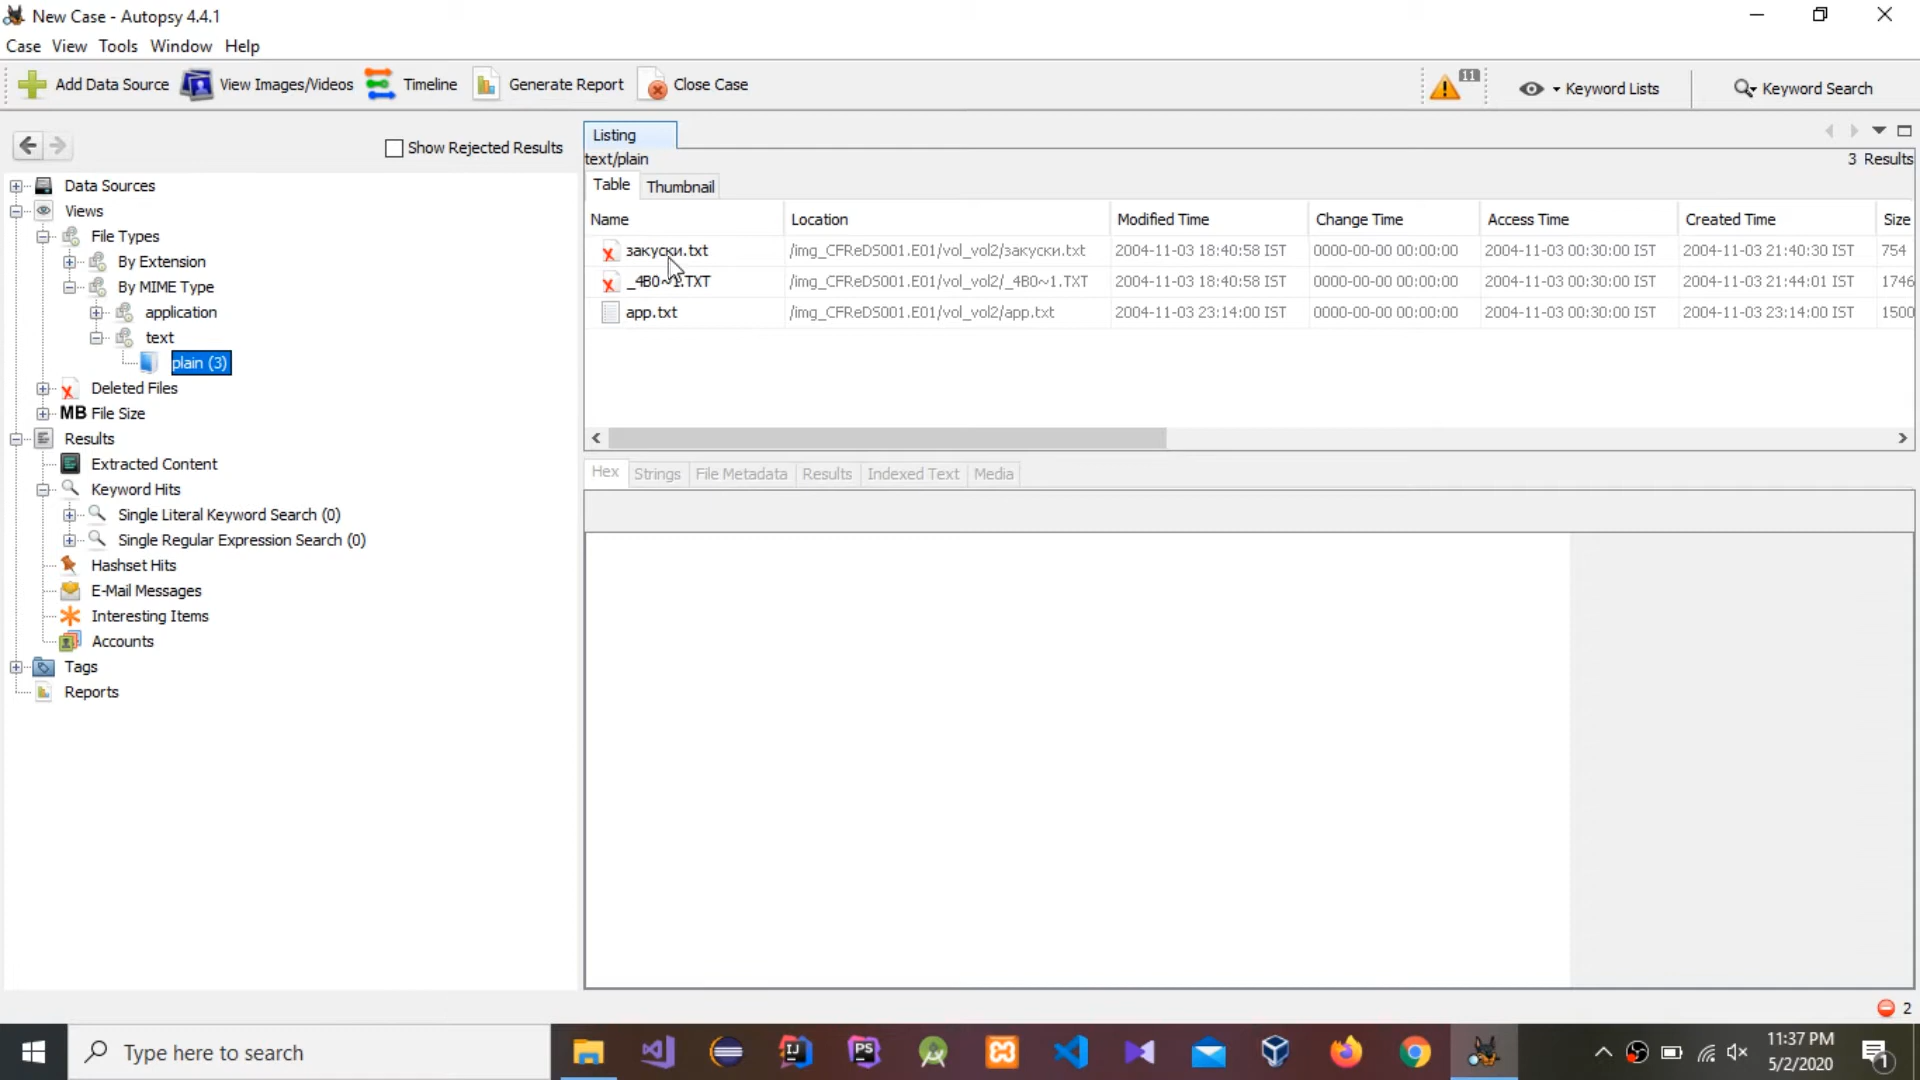 New Case - Autopsy 4.4.1
Case View Tools Window Help
Add Data Source View Images/Videos Timeline Generate Report Close Case 11 Keyword Lists Keyword Search
Show Rejected Results
Data Sources
Views
File Types
By Extension
By MIME Type
application
text
plain (3)
Deleted Files
MB File Size
Results
Extracted Content
Keyword Hits
Single Literal Keyword Search (0)
Single Regular Expression Search (0)
Hashset Hits
E-Mail Messages
Interesting Items
Accounts
Tags
Reports
Listing
text/plain 3 Results
Table Thumbnail
Name Location Modified Time Change Time Access Time Created Time Size
закуски.txt /img_CFReDS001.E01/vol_vol2/закуски.txt 2004-11-03 18:40:58 IST 0000-00-00 00:00:00 2004-11-03 00:30:00 IST 2004-11-03 21:40:30 IST 754
_4B0~1.TXT /img_CFReDS001.E01/vol_vol2/_4B0~1.TXT 2004-11-03 18:40:58 IST 0000-00-00 00:00:00 2004-11-03 00:30:00 IST 2004-11-03 21:44:01 IST 1746
app.txt /img_CFReDS001.E01/vol_vol2/app.txt 2004-11-03 23:14:00 IST 0000-00-00 00:00:00 2004-11-03 00:30:00 IST 2004-11-03 23:14:00 IST 1500
Hex Strings File Metadata Results Indexed Text Media
2
Type here to search
11:37 PM
5/2/2020
1